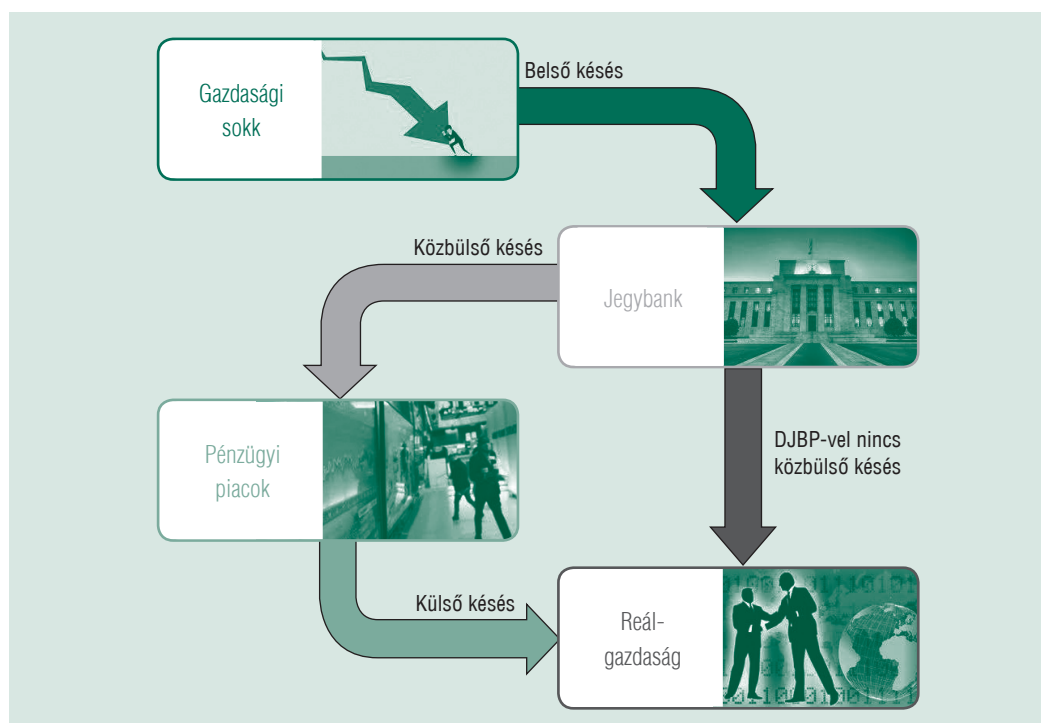 Gazdasági
sokk
Belső késés
Közbülső késés
Jegybank
Pénzügyi
piacok
DJBP-vel nincs
közbülső késés
Külső késés
Reál-
gazdaság